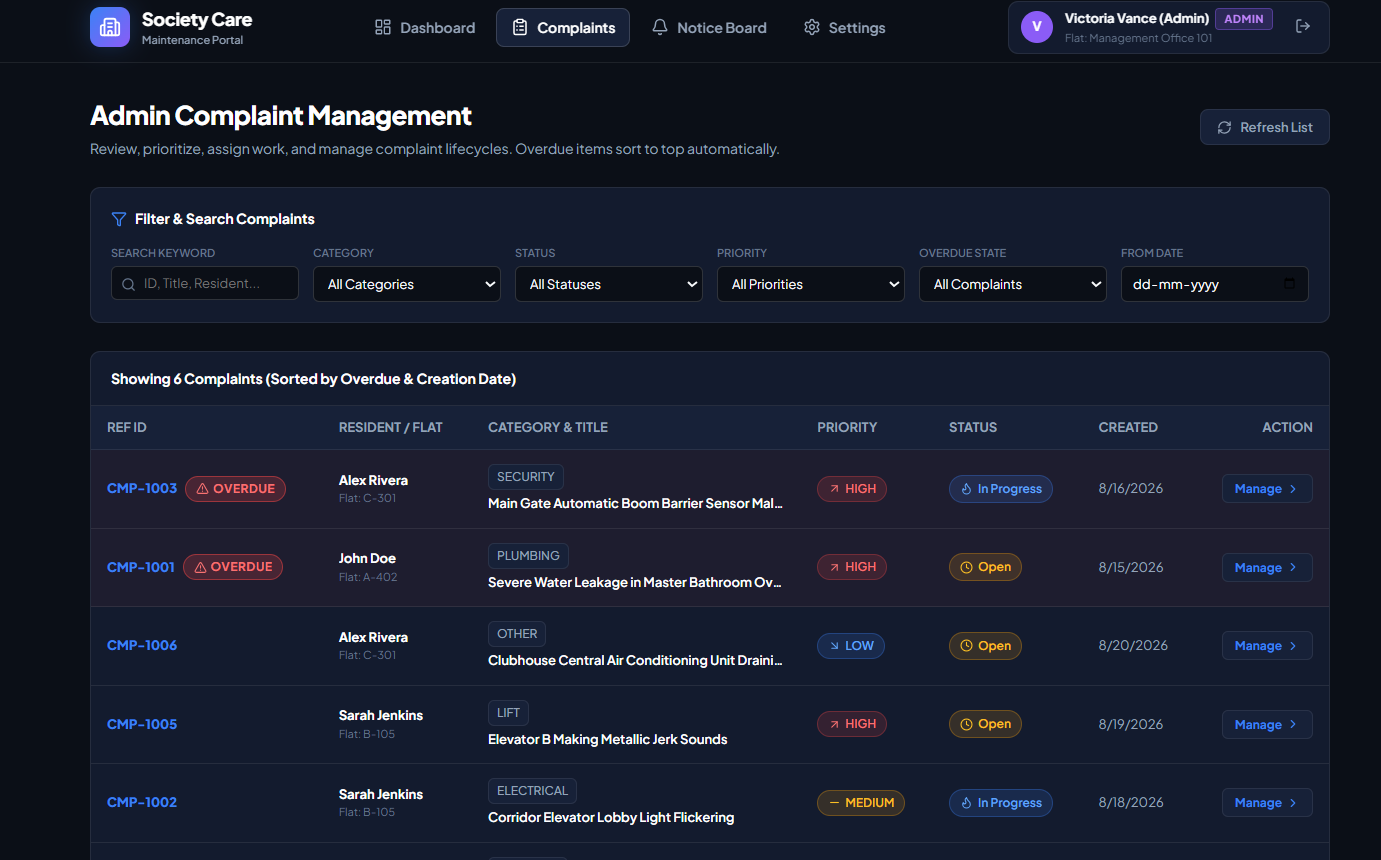 Society Care
Maintenance Portal
Dashboard
Complaints
Notice Board
Settings
V
Victoria Vance (Admin) ADMIN
Flat: Management Office 101
Admin Complaint Management
Review, prioritize, assign work, and manage complaint lifecycles. Overdue items sort to top automatically.
Refresh List
Filter & Search Complaints
SEARCH KEYWORD CATEGORY STATUS PRIORITY OVERDUE STATE FROM DATE
ID, Title, Resident... All Categories All Statuses All Priorities All Complaints dd-mm-yyyy
Showing 6 Complaints (Sorted by Overdue & Creation Date)
REF ID RESIDENT / FLAT CATEGORY & TITLE PRIORITY STATUS CREATED ACTION
CMP-1003 OVERDUE
Alex Rivera
Flat: C-301
SECURITY
Main Gate Automatic Boom Barrier Sensor Mal...
HIGH
In Progress
8/16/2026
Manage
CMP-1001 OVERDUE
John Doe
Flat: A-402
PLUMBING
Severe Water Leakage in Master Bathroom Ov...
HIGH
Open
8/15/2026
Manage
CMP-1006
Alex Rivera
Flat: C-301
OTHER
Clubhouse Central Air Conditioning Unit Draini...
LOW
Open
8/20/2026
Manage
CMP-1005
Sarah Jenkins
Flat: B-105
LIFT
Elevator B Making Metallic Jerk Sounds
HIGH
Open
8/19/2026
Manage
CMP-1002
Sarah Jenkins
Flat: B-105
ELECTRICAL
Corridor Elevator Lobby Light Flickering
MEDIUM
In Progress
8/18/2026
Manage